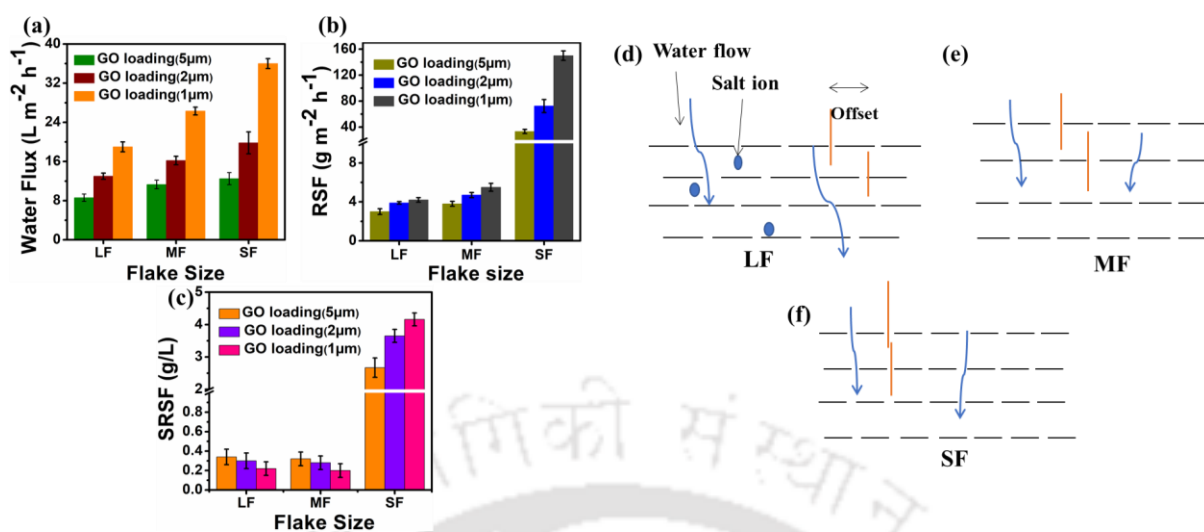 (a)
Water Flux (L m⁻² h⁻¹)
36
32
24
16
8
0
GO loading(5μm)
GO loading(2μm)
GO loading(1μm)
LF MF SF
Flake Size
(b)
RSF (g m⁻² h⁻¹)
160
120
80
40
8
4
0
GO loading(5μm)
GO loading(2μm)
GO loading(1μm)
LF MF SF
Flake size
(c)
SRSF (g/L)
5
4
3
2
0.8
0.6
0.4
0.2
0.0
GO loading(5μm)
GO loading(2μm)
GO loading(1μm)
LF MF SF
Flake Size
(d)
Water flow
Salt ion
Offset
LF
(e)
MF
(f)
SF
गिकी संस्थान